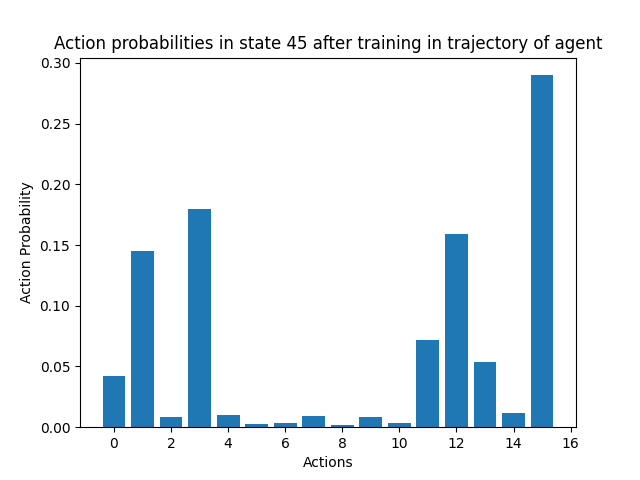 Action probabilities in state 45 after training in trajectory of agent
0.30
0.25
0.20
0.15
0.10
0.05
0.00
Action Probability
0 2 4 6 8 10 12 14 16
Actions